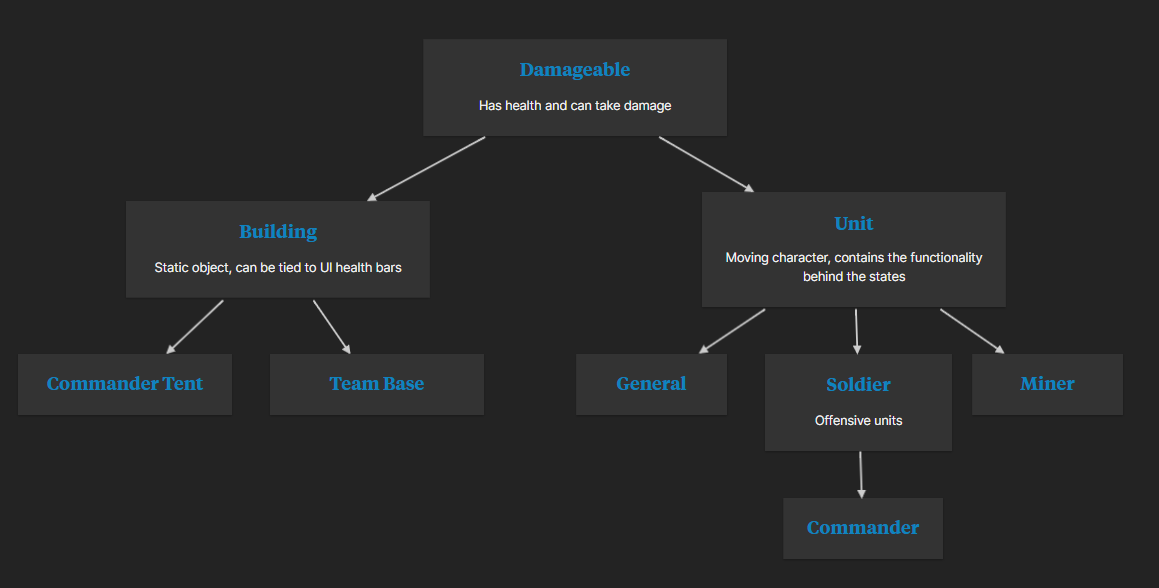 Damageable
Has health and can take damage
Building
Static object, can be tied to UI health bars
Unit
Moving character, contains the functionality
behind the states
Commander Tent
Team Base
General
Soldier
Offensive units
Miner
Commander